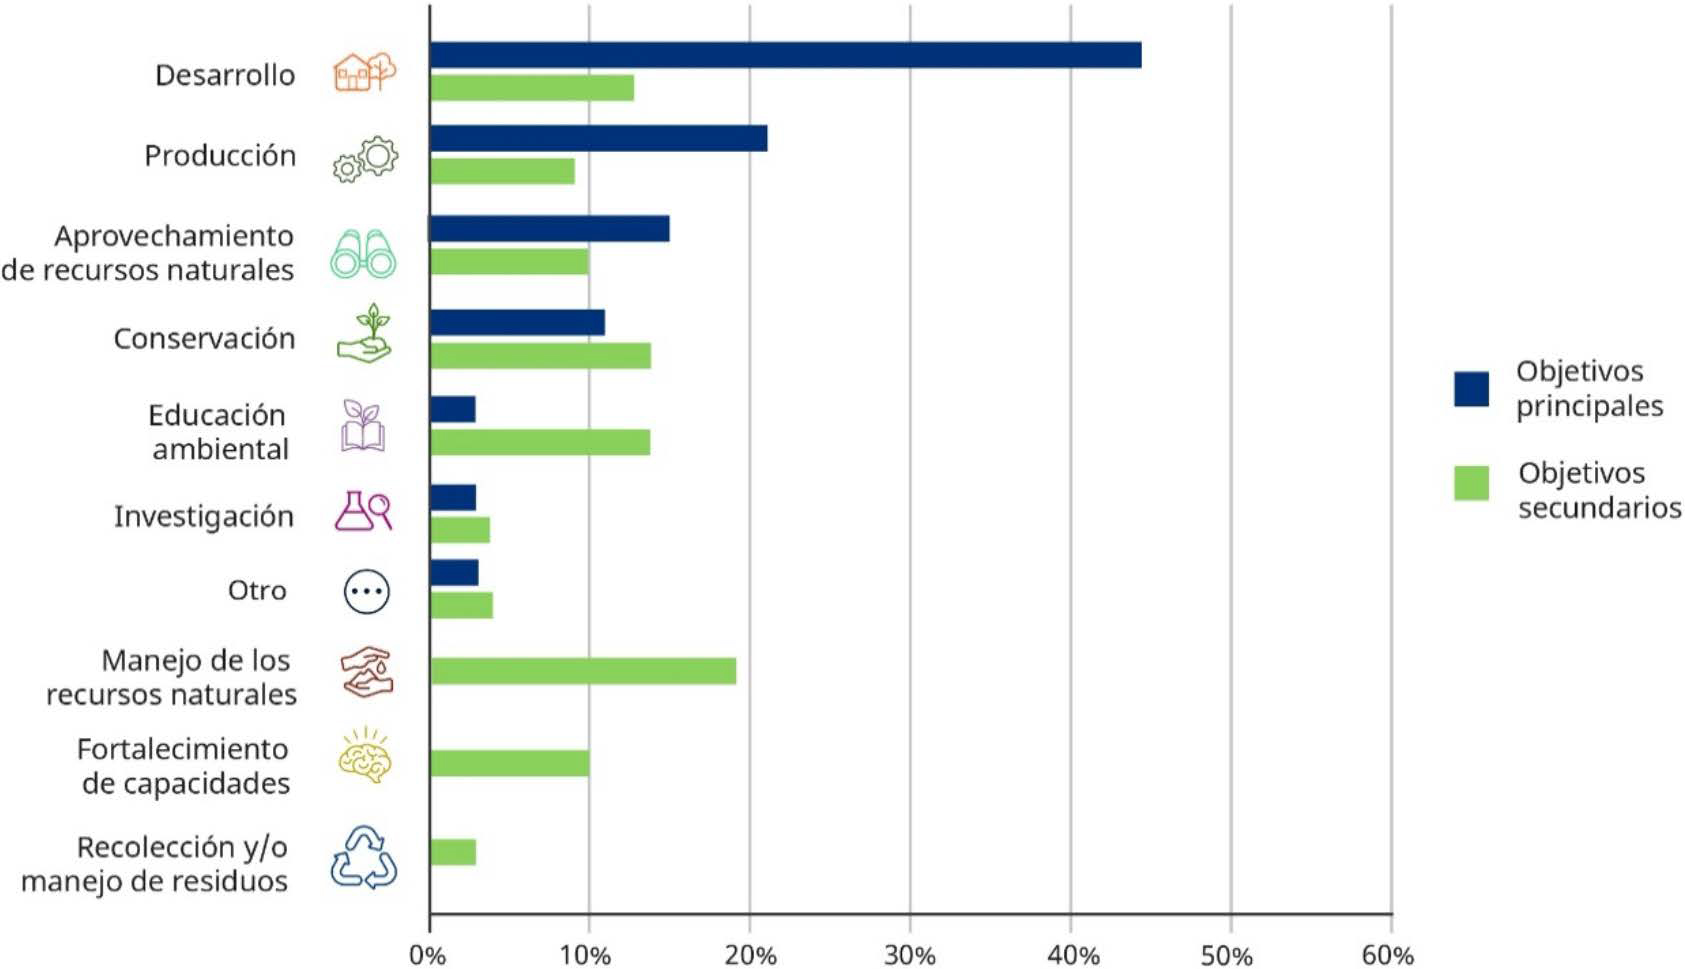 Desarrollo
Producción
Aprovechamiento
de recursos naturales
Conservación
Educación
ambiental
Investigación
Otro
Manejo de los
recursos naturales
Fortalecimiento
de capacidades
Recolección y/o
manejo de residuos
0% 10% 20% 30% 40% 50% 60%
Objetivos
principales
Objetivos
secundarios